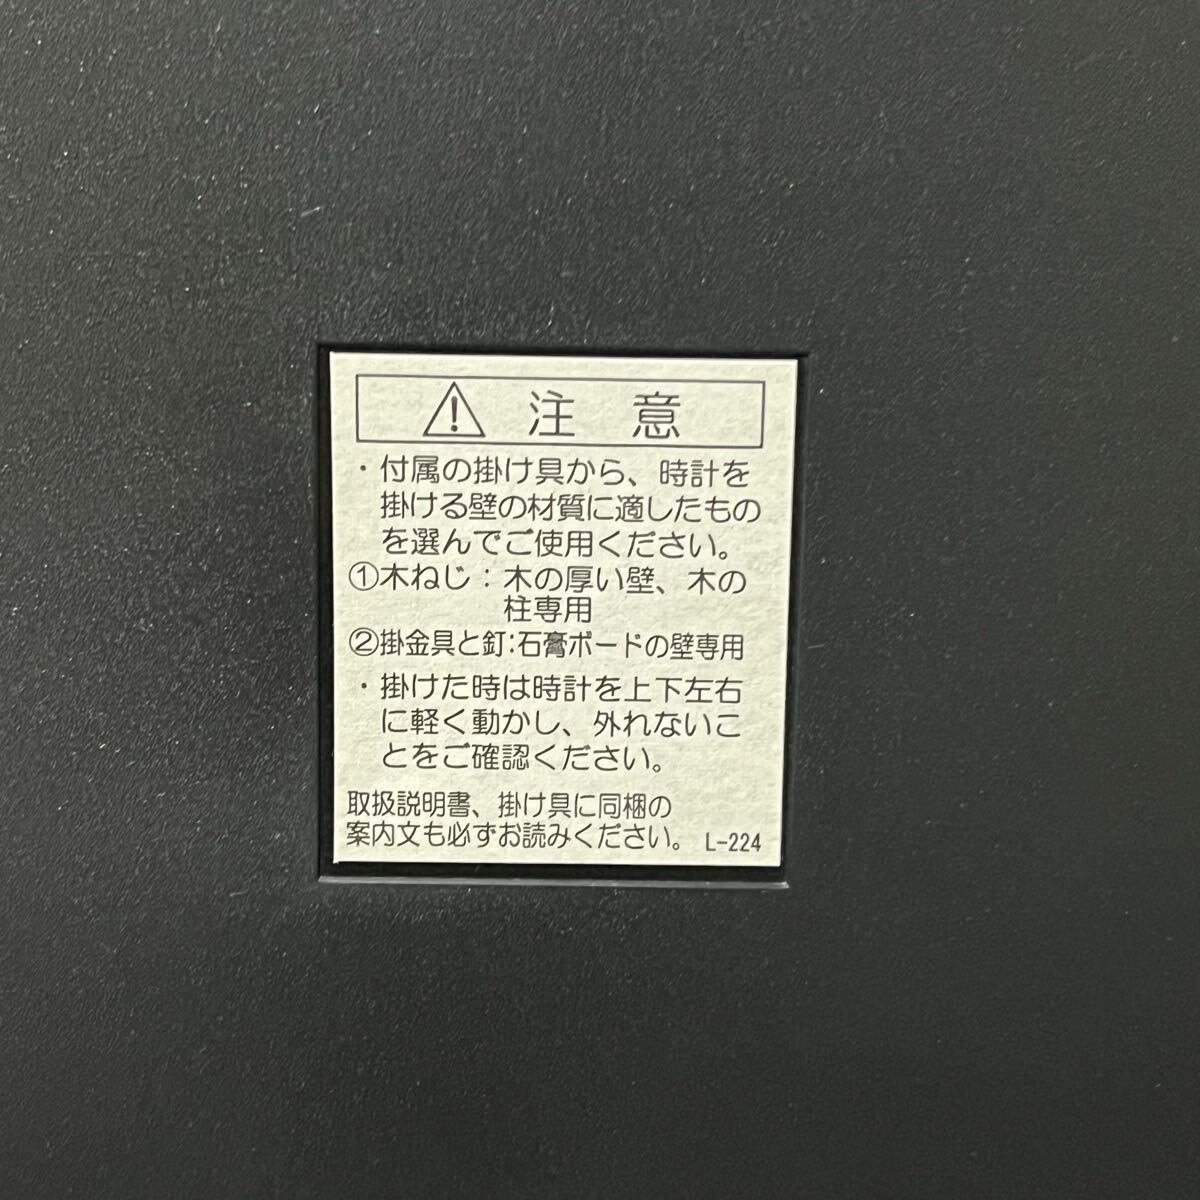 注 意
・付属の掛け具から、時計を
掛ける壁の材質に適したもの
を選んでご使用ください。
①木ねじ：木の厚い壁、木の
柱専用
②掛金具と釘：石膏ボードの壁専用
・掛けた時は時計を上下左右
に軽く動かし、外れないこ
とをご確認ください。
取扱説明書、掛け具に同梱の
案内文も必ずお読みください。 L-224